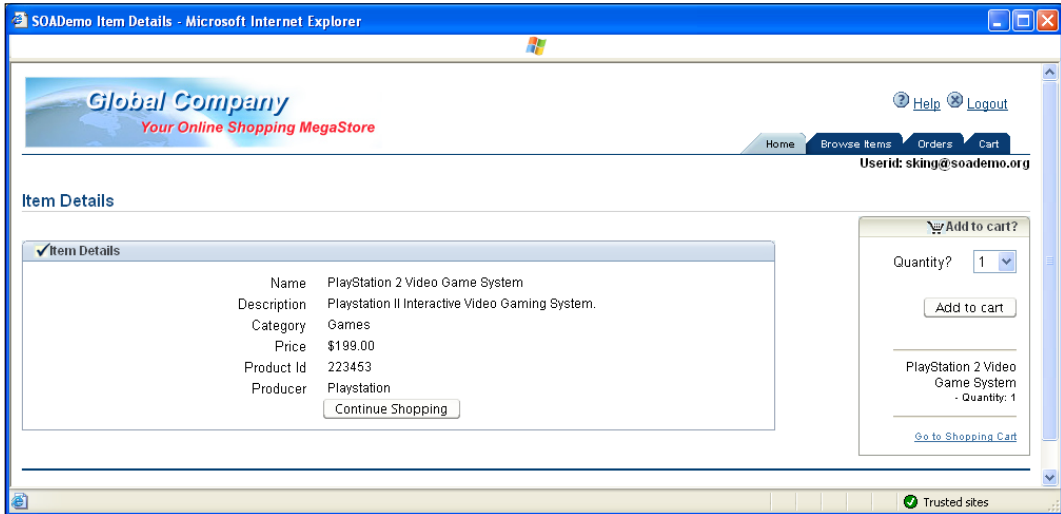 SOADemo Item Details - Microsoft Internet Explorer
Global Company
Your Online Shopping MegaStore
Help Logout
Home Browse Items Orders Cart
Userid: sking@soademo.org
Item Details
Item Details
Name PlayStation 2 Video Game System
Description Playstation II Interactive Video Gaming System.
Category Games
Price $199.00
Product Id 223453
Producer Playstation
Continue Shopping
Add to cart?
Quantity? 1
Add to cart
PlayStation 2 Video
Game System
- Quantity: 1
Go to Shopping Cart
Trusted sites